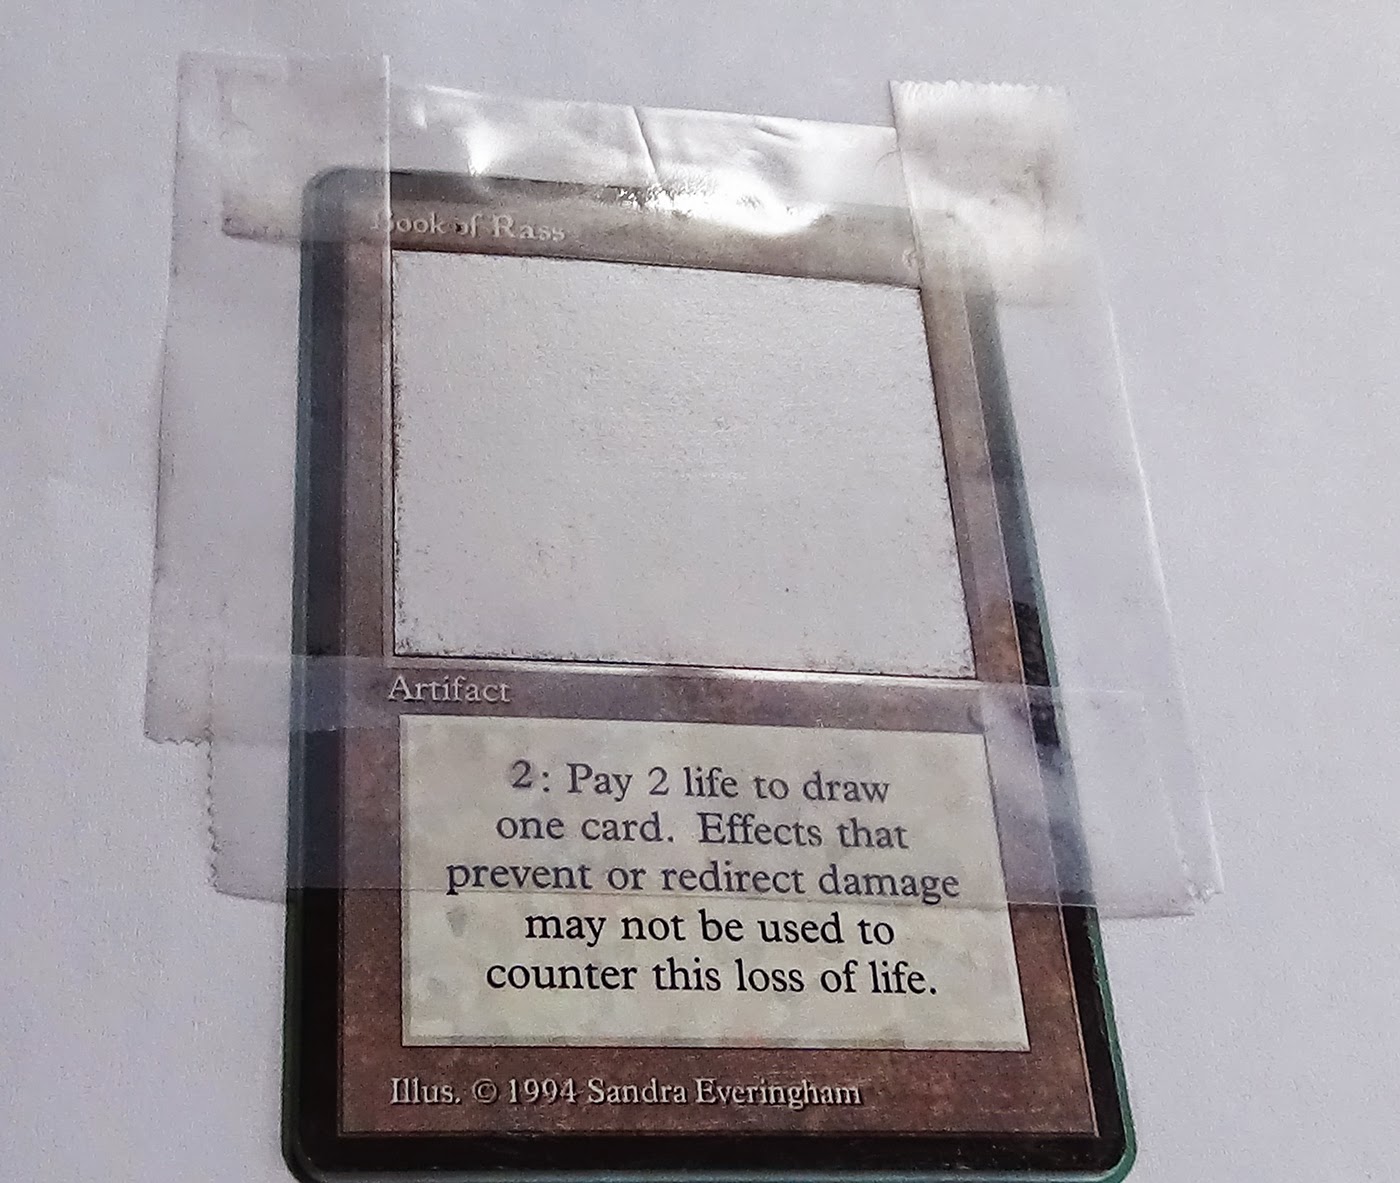 Book of Rass
Artifact
2: Pay 2 life to draw
one card. Effects that
prevent or redirect damage
may not be used to
counter this loss of life.
Illus. © 1994 Sandra Everingham